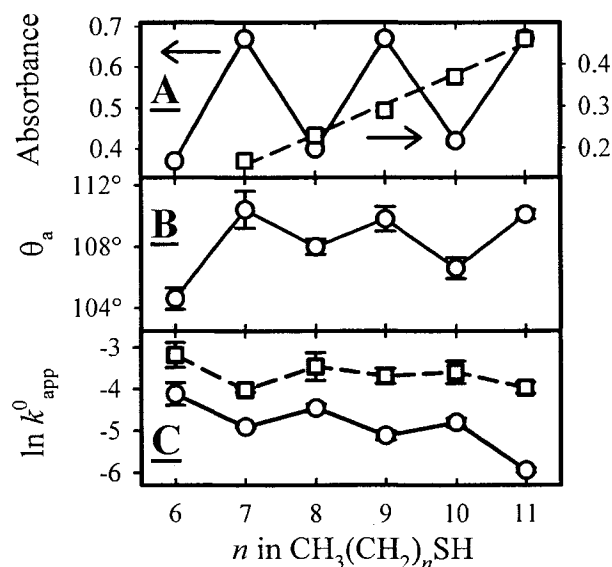 0.7
0.6
0.5
0.4
Absorbance
A
0.4
0.3
0.2
112°
108°
104°
θa
B
-3
-4
-5
-6
ln k⁰app
C
6 7 8 9 10 11
n in CH₃(CH₂)ₙSH